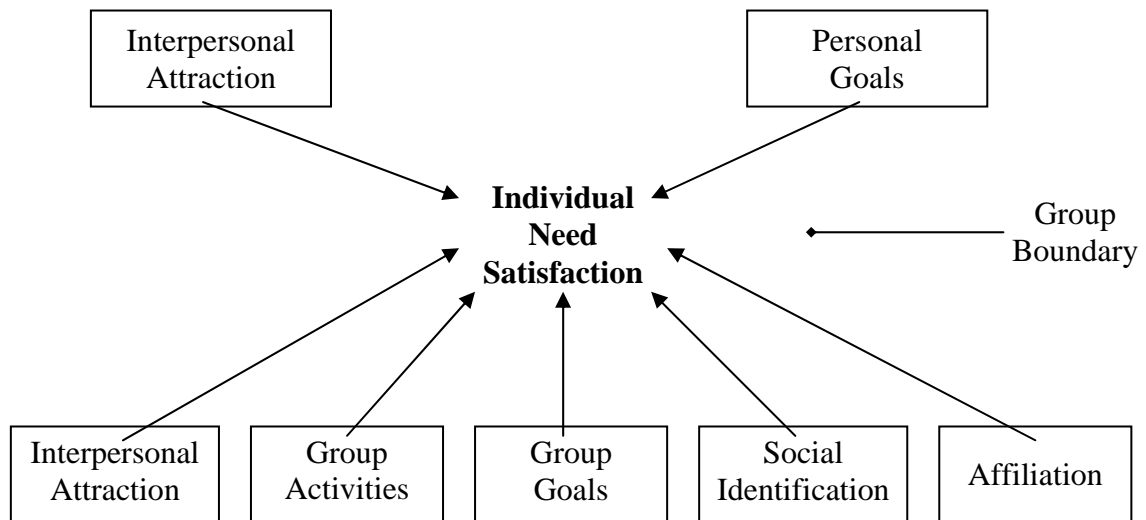 Interpersonal
Attraction
Personal
Goals
Individual
Need
Satisfaction
Group
Boundary
Interpersonal
Attraction
Group
Activities
Group
Goals
Social
Identification
Affiliation